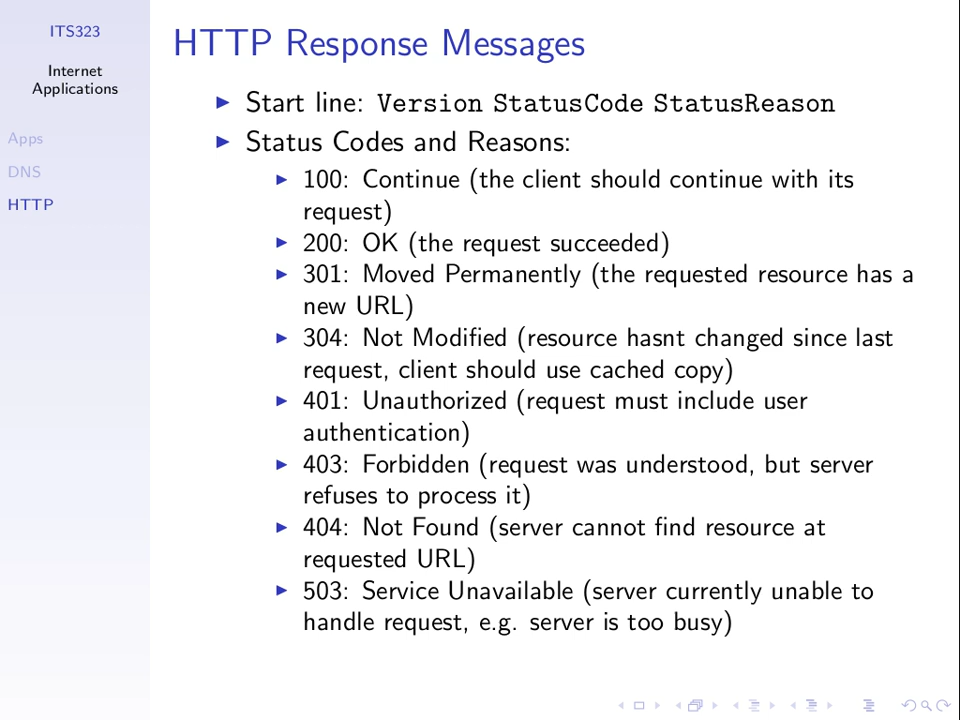 ITS323
Internet
Applications
Apps
DNS
HTTP
HTTP Response Messages
Start line: Version StatusCode StatusReason
Status Codes and Reasons:
100: Continue (the client should continue with its
request)
200: OK (the request succeeded)
301: Moved Permanently (the requested resource has a
new URL)
304: Not Modified (resource hasnt changed since last
request, client should use cached copy)
401: Unauthorized (request must include user
authentication)
403: Forbidden (request was understood, but server
refuses to process it)
404: Not Found (server cannot find resource at
requested URL)
503: Service Unavailable (server currently unable to
handle request, e.g. server is too busy)